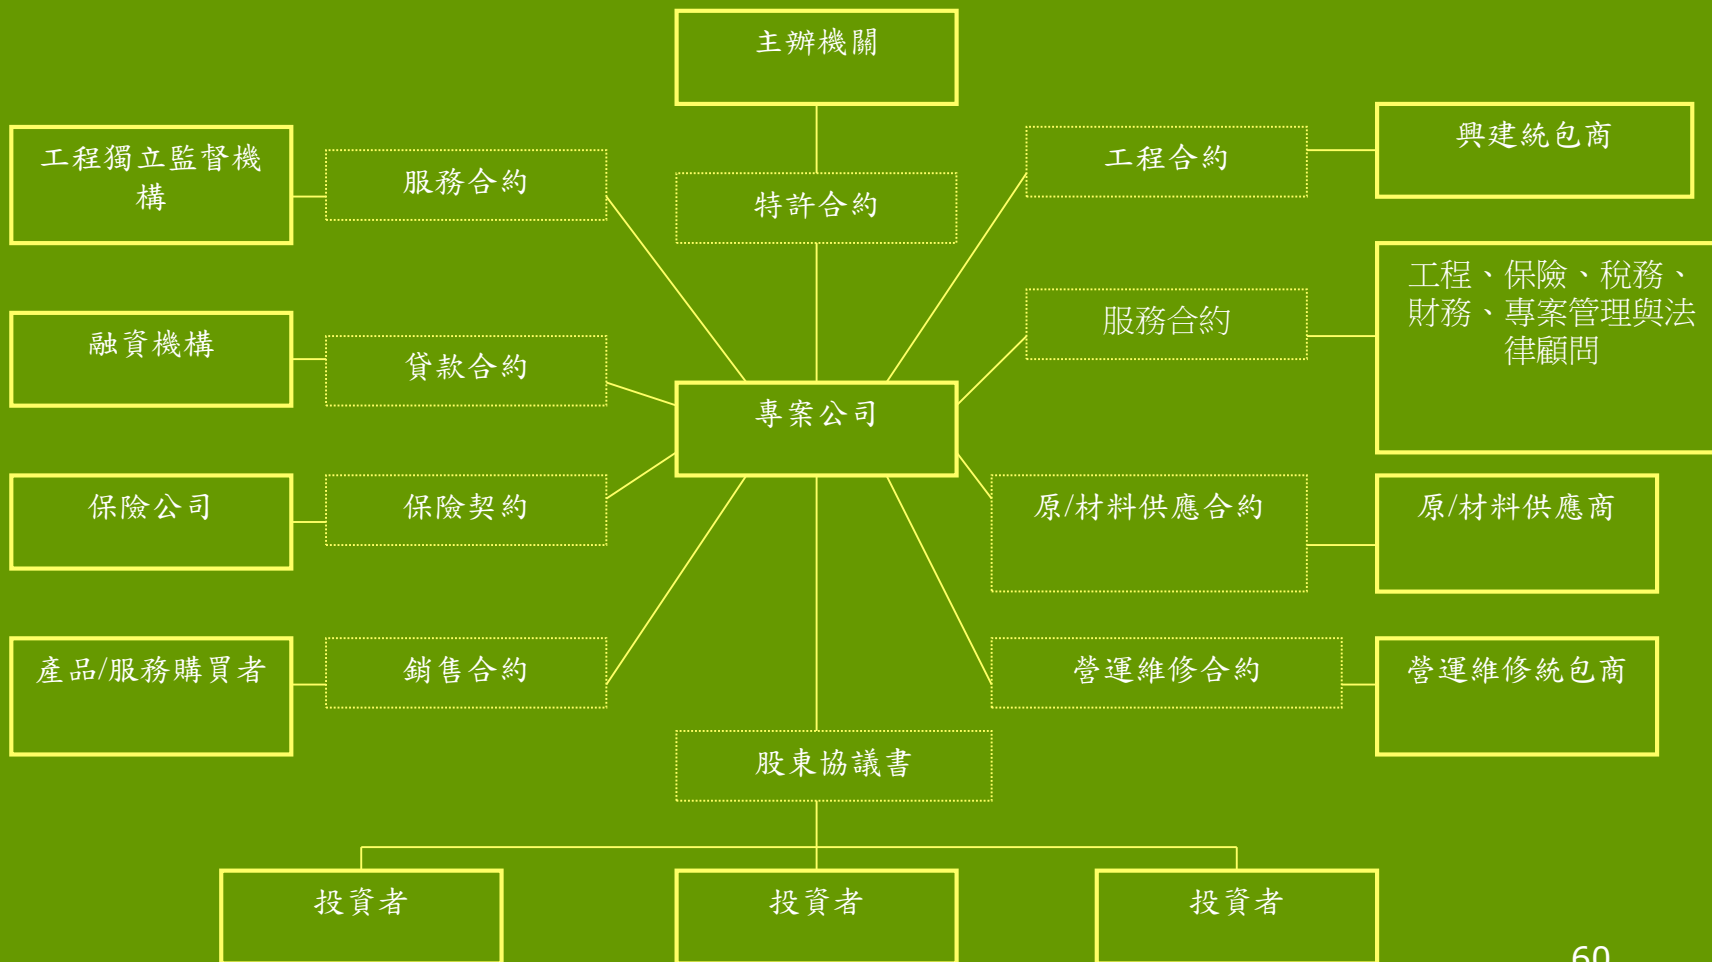 主辦機關
工程獨立監督機
構
服務合約
特許合約
工程合約
興建統包商
融資機構
貸款合約
專案公司
服務合約
工程、保險、稅務、
財務、專案管理與法
律顧問
保險公司
保險契約
原/材料供應合約
原/材料供應商
產品/服務購買者
銷售合約
營運維修合約
營運維修統包商
股東協議書
投資者
投資者
投資者
60